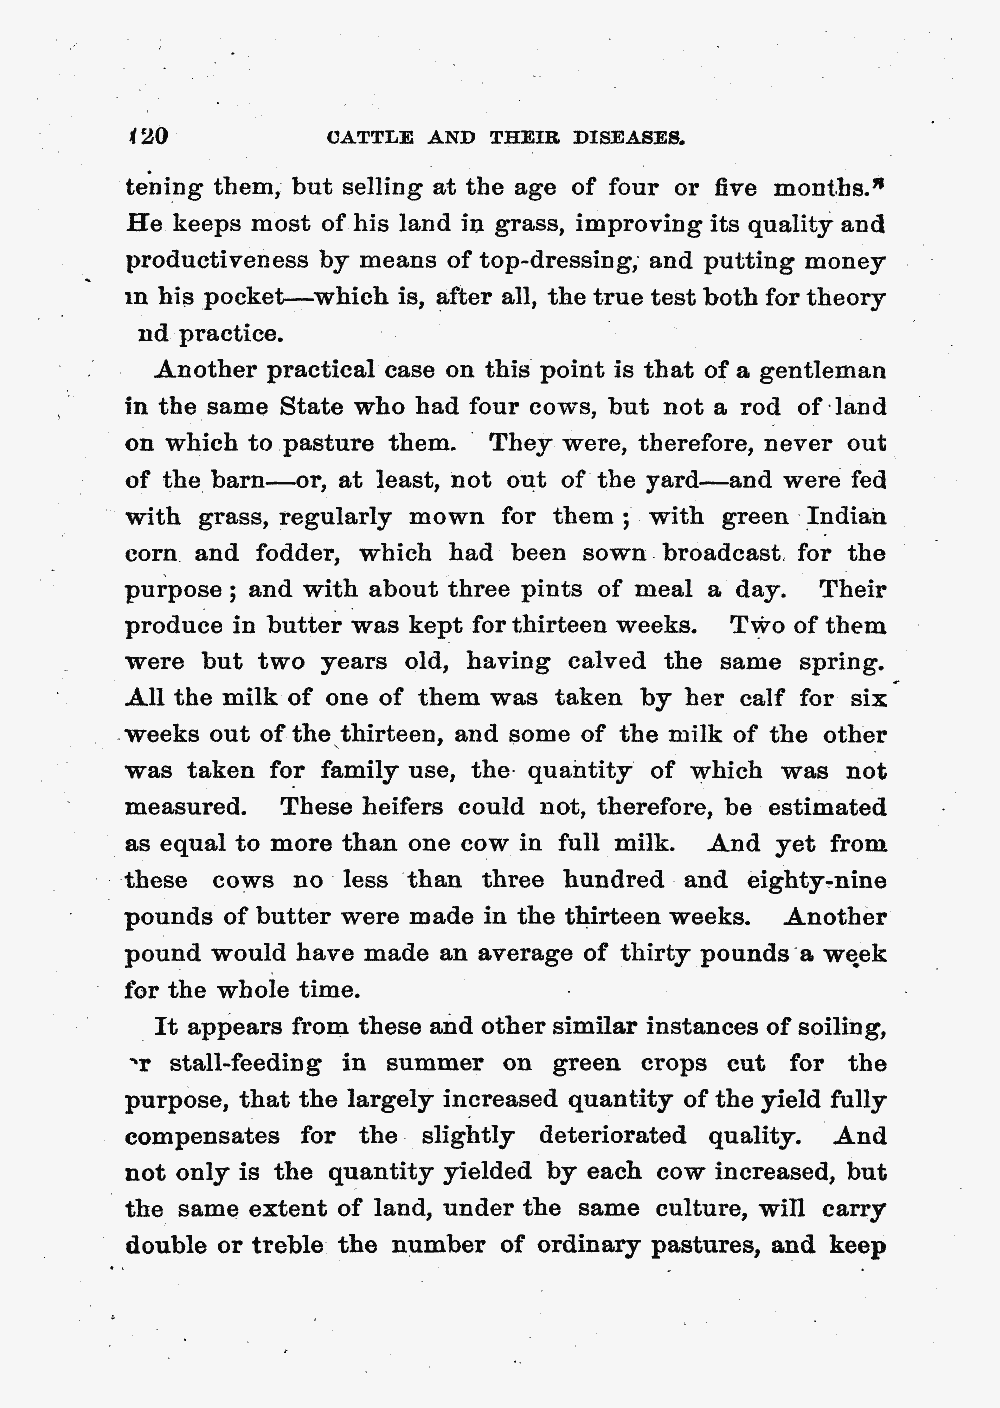 120 CATTLE AND THEIR DISEASES.
tening them, but selling at the age of four or five months."
He keeps most of his land in grass, improving its quality and
productiveness by means of top-dressing, and putting money
in his pocket—which is, after all, the true test both for theory
nd practice.
Another practical case on this point is that of a gentleman
in the same State who had four cows, but not a rod of land
on which to pasture them. They were, therefore, never out
of the barn—or, at least, not out of the yard—and were fed
with grass, regularly mown for them ; with green Indian
corn and fodder, which had been sown broadcast for the
purpose ; and with about three pints of meal a day. Their
produce in butter was kept for thirteen weeks. Two of them
were but two years old, having calved the same spring.
All the milk of one of them was taken by her calf for six
weeks out of the thirteen, and some of the milk of the other
was taken for family use, the quantity of which was not
measured. These heifers could not, therefore, be estimated
as equal to more than one cow in full milk. And yet from
these cows no less than three hundred and eighty-nine
pounds of butter were made in the thirteen weeks. Another
pound would have made an average of thirty pounds a week
for the whole time.
It appears from these and other similar instances of soiling,
r stall-feeding in summer on green crops cut for the
purpose, that the largely increased quantity of the yield fully
compensates for the slightly deteriorated quality. And
not only is the quantity yielded by each cow increased, but
the same extent of land, under the same culture, will carry
double or treble the number of ordinary pastures, and keep